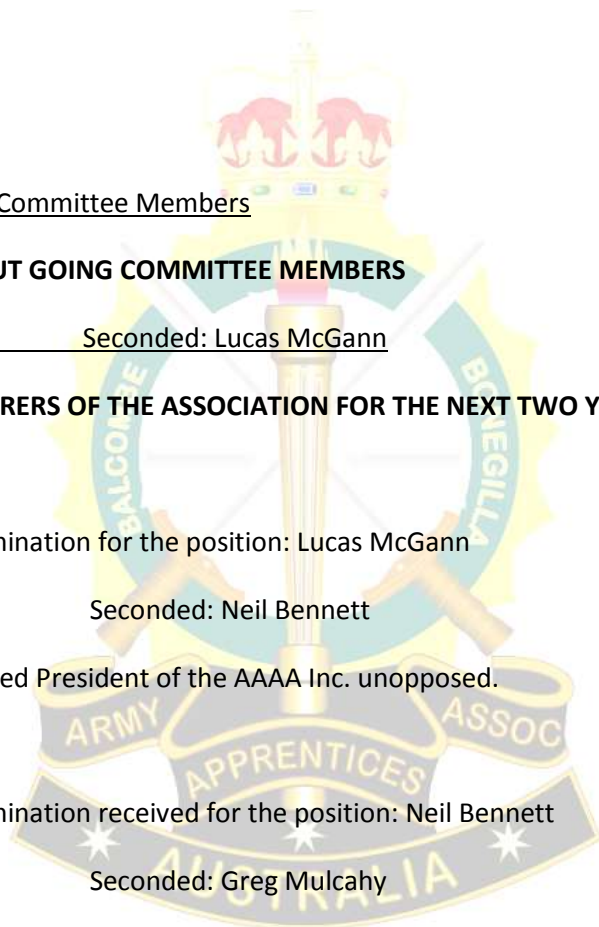 Committee Members
UT GOING COMMITTEE MEMBERS
Seconded: Lucas McGann
RERS OF THE ASSOCIATION FOR THE NEXT TWO Y
mination for the position: Lucas McGann
Seconded: Neil Bennett
ed President of the AAAA Inc. unopposed.
mination received for the position: Neil Bennett
Seconded: Greg Mulcahy
BALCOMBE
BONEGILLA
ARMY
APPRENTICES
ASSOC
AUSTRALIA